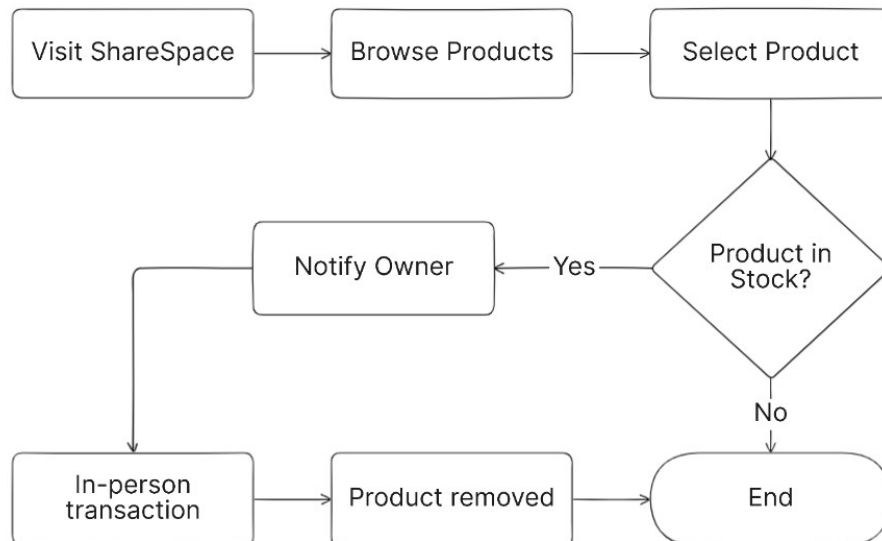 Visit ShareSpace
Browse Products
Select Product
Product in
Stock?
Yes
Notify Owner
No
In-person
transaction
Product removed
End